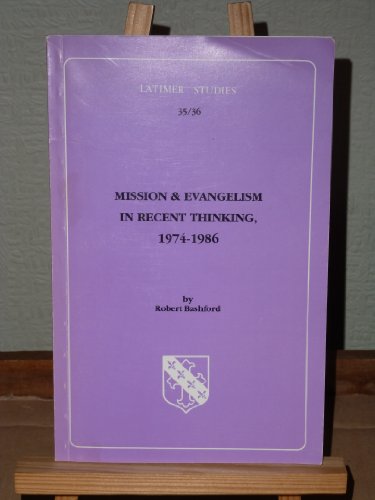 LATIMER STUDIES
35/36
MISSION & EVANGELISM
IN RECENT THINKING,
1974-1986
by
Robert Bashford